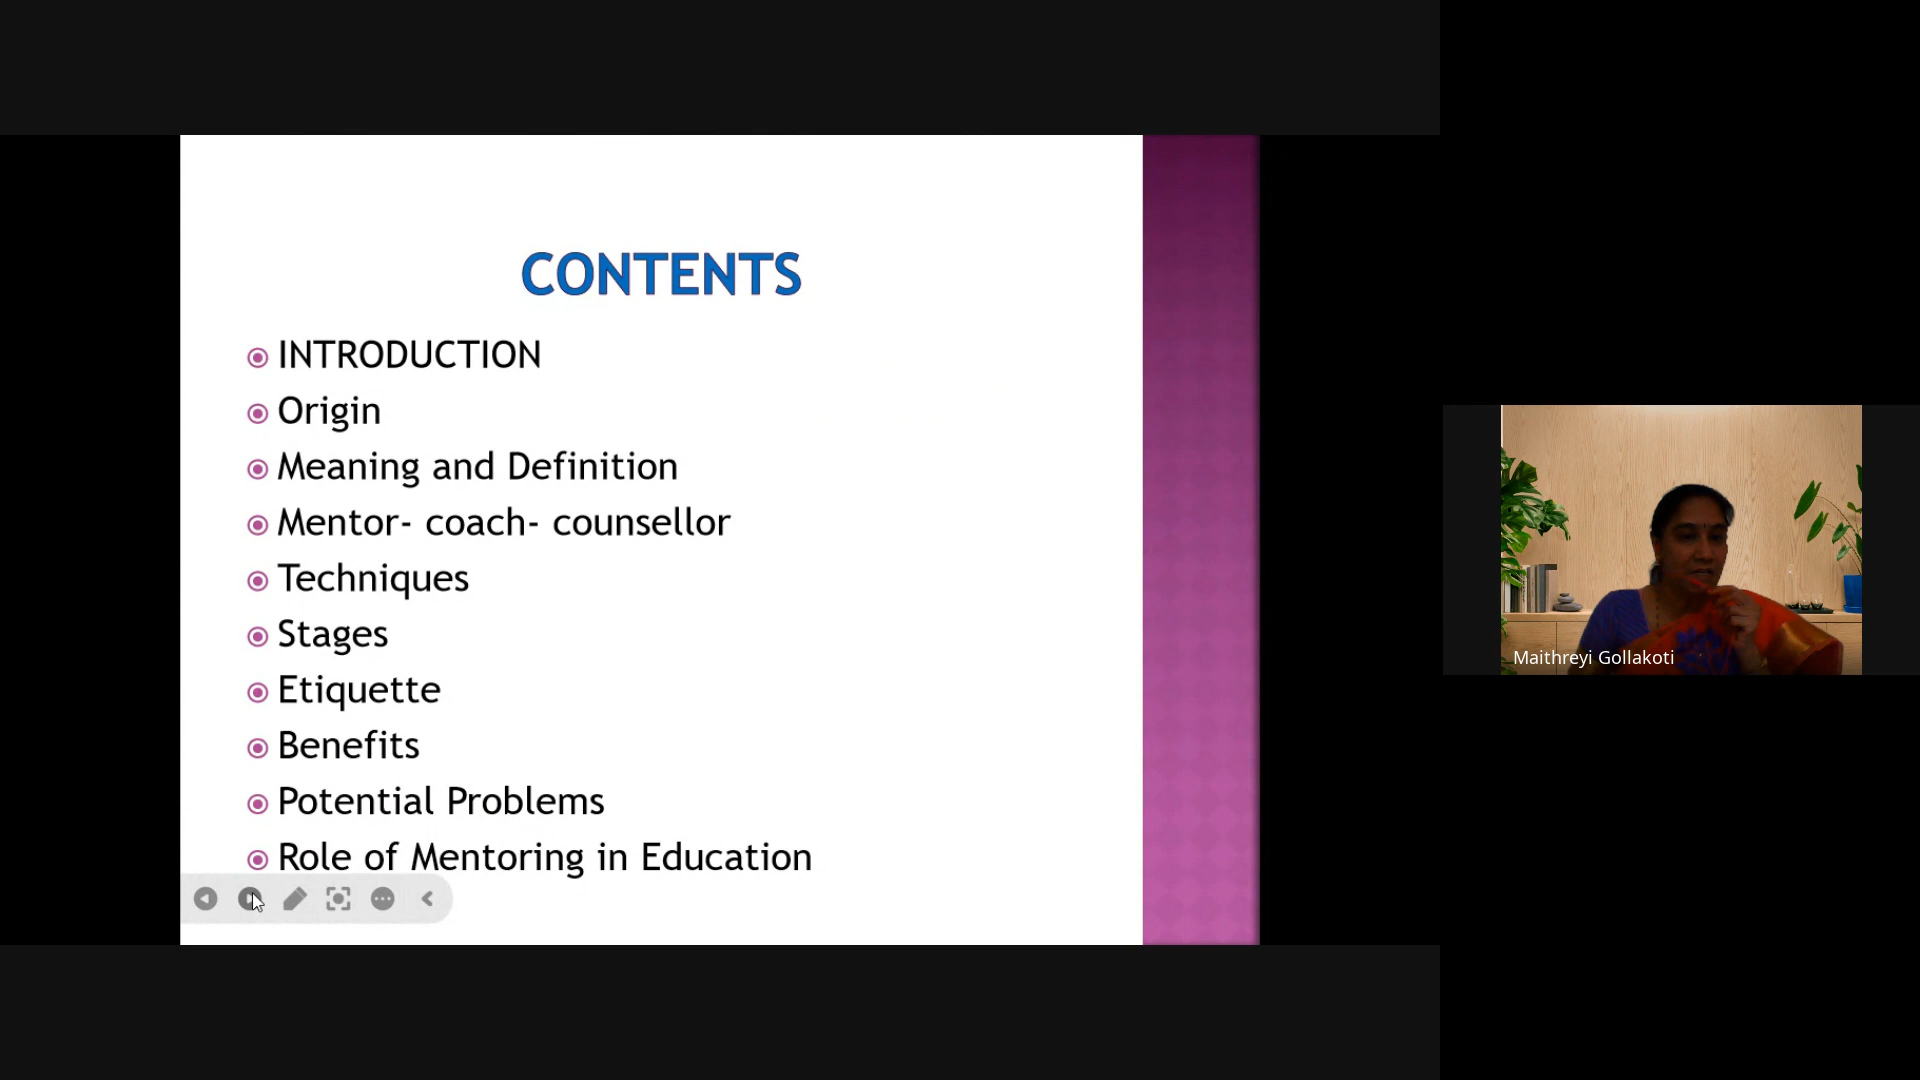 CONTENTS
INTRODUCTION
Origin
Meaning and Definition
Mentor- coach- counsellor
Techniques
Stages
Etiquette
Benefits
Potential Problems
Role of Mentoring in Education
Maithreyi Gollakoti